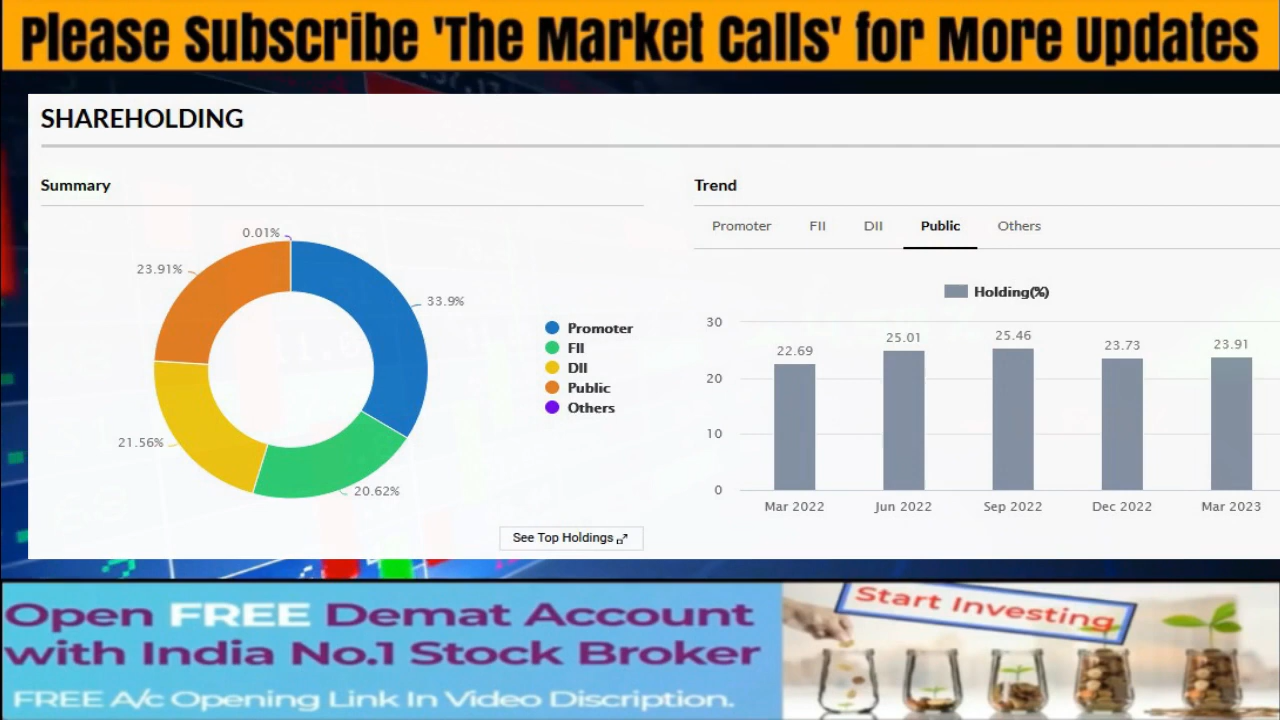 Please Subscribe 'The Market Calls' for More Updates
SHAREHOLDING
Summary
0.01%
23.91%
33.9%
21.56%
20.62%
Promoter
FII
DII
Public
Others
See Top Holdings
Trend
Promoter FII DII Public Others
Holding(%)
30
20
10
0
22.69 25.01 25.46 23.73 23.91
Mar 2022 Jun 2022 Sep 2022 Dec 2022 Mar 2023
Open FREE Demat Account
with India No.1 Stock Broker
FREE A/c Opening Link In Video Discription.
Start Investing